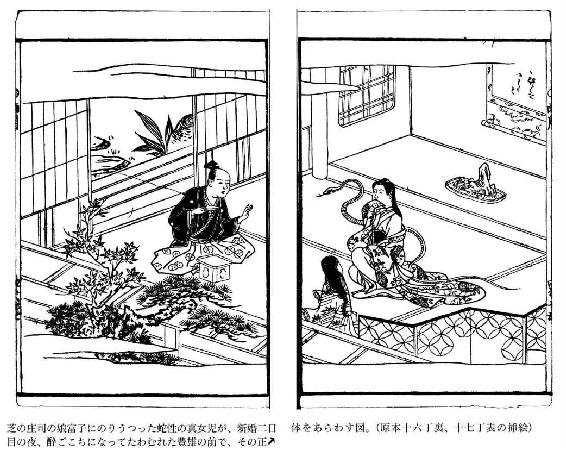 芝の庄司の娘富子にのりうつった蛇性の真女児が、新婚二日
目の夜、酔ごこちになってたわむれた豊雄の前で、その正↗
体をあらわす図。(原本十六丁裏、十七丁表の挿絵)